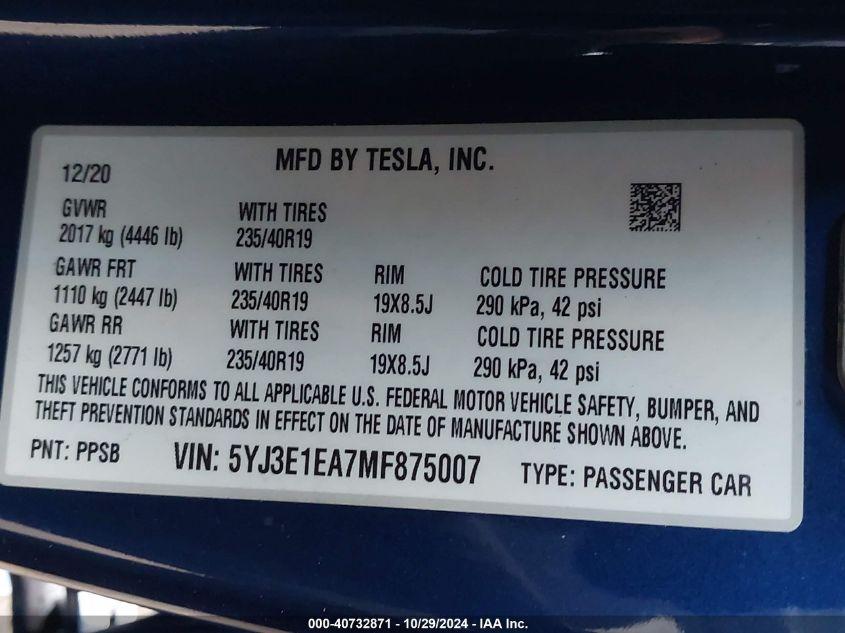 MFD BY TESLA, INC.
12/20
GVWR WITH TIRES
2017 kg (4446 lb) 235/40R19
GAWR FRT WITH TIRES RIM COLD TIRE PRESSURE
1110 kg (2447 lb) 235/40R19 19X8.5J 290 kPa, 42 psi
GAWR RR WITH TIRES RIM COLD TIRE PRESSURE
1257 kg (2771 lb) 235/40R19 19X8.5J 290 kPa, 42 psi
THIS VEHICLE CONFORMS TO ALL APPLICABLE U.S. FEDERAL MOTOR VEHICLE SAFETY, BUMPER, AND
THEFT PREVENTION STANDARDS IN EFFECT ON THE DATE OF MANUFACTURE SHOWN ABOVE.
PNT: PPSB VIN: 5YJ3E1EA7MF875007 TYPE: PASSENGER CAR
000-40732871 - 10/29/2024 - IAA Inc.